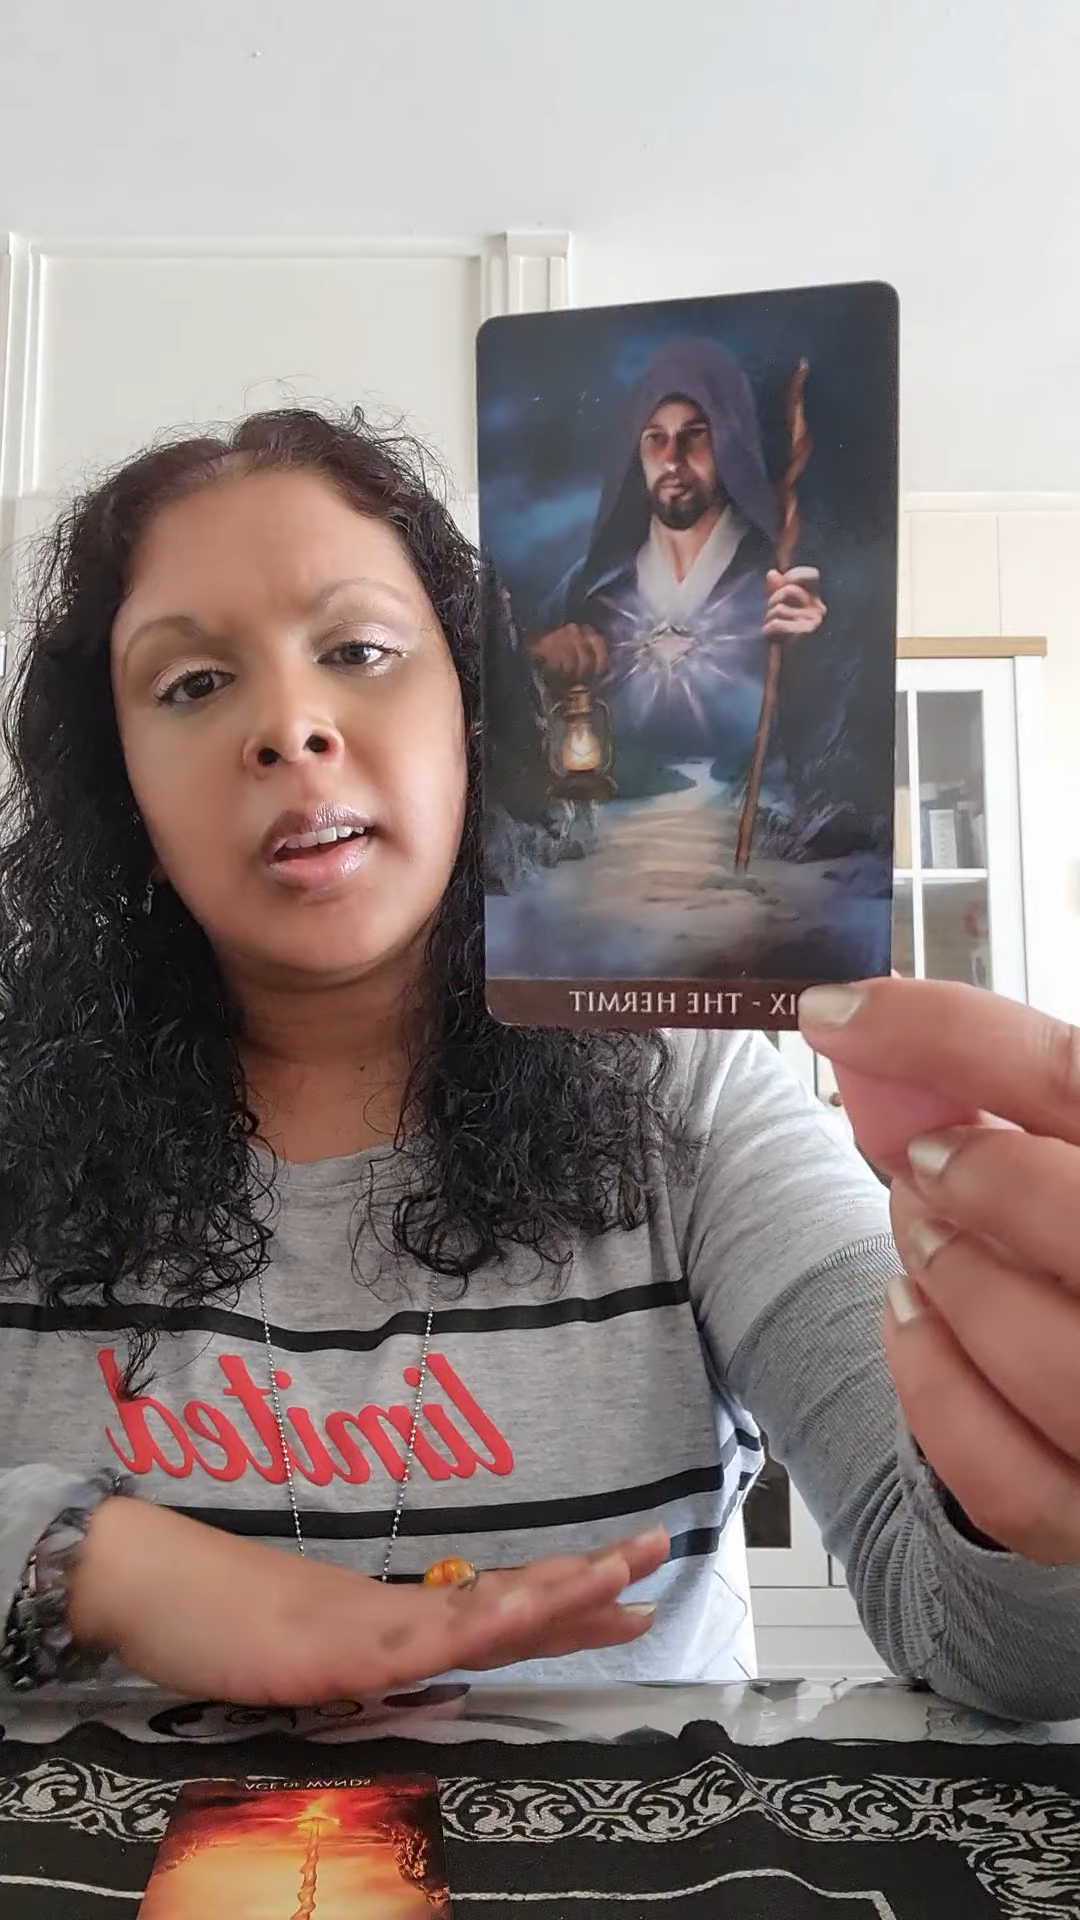 IX - THE HERMIT
limited
ACE OF WANDS